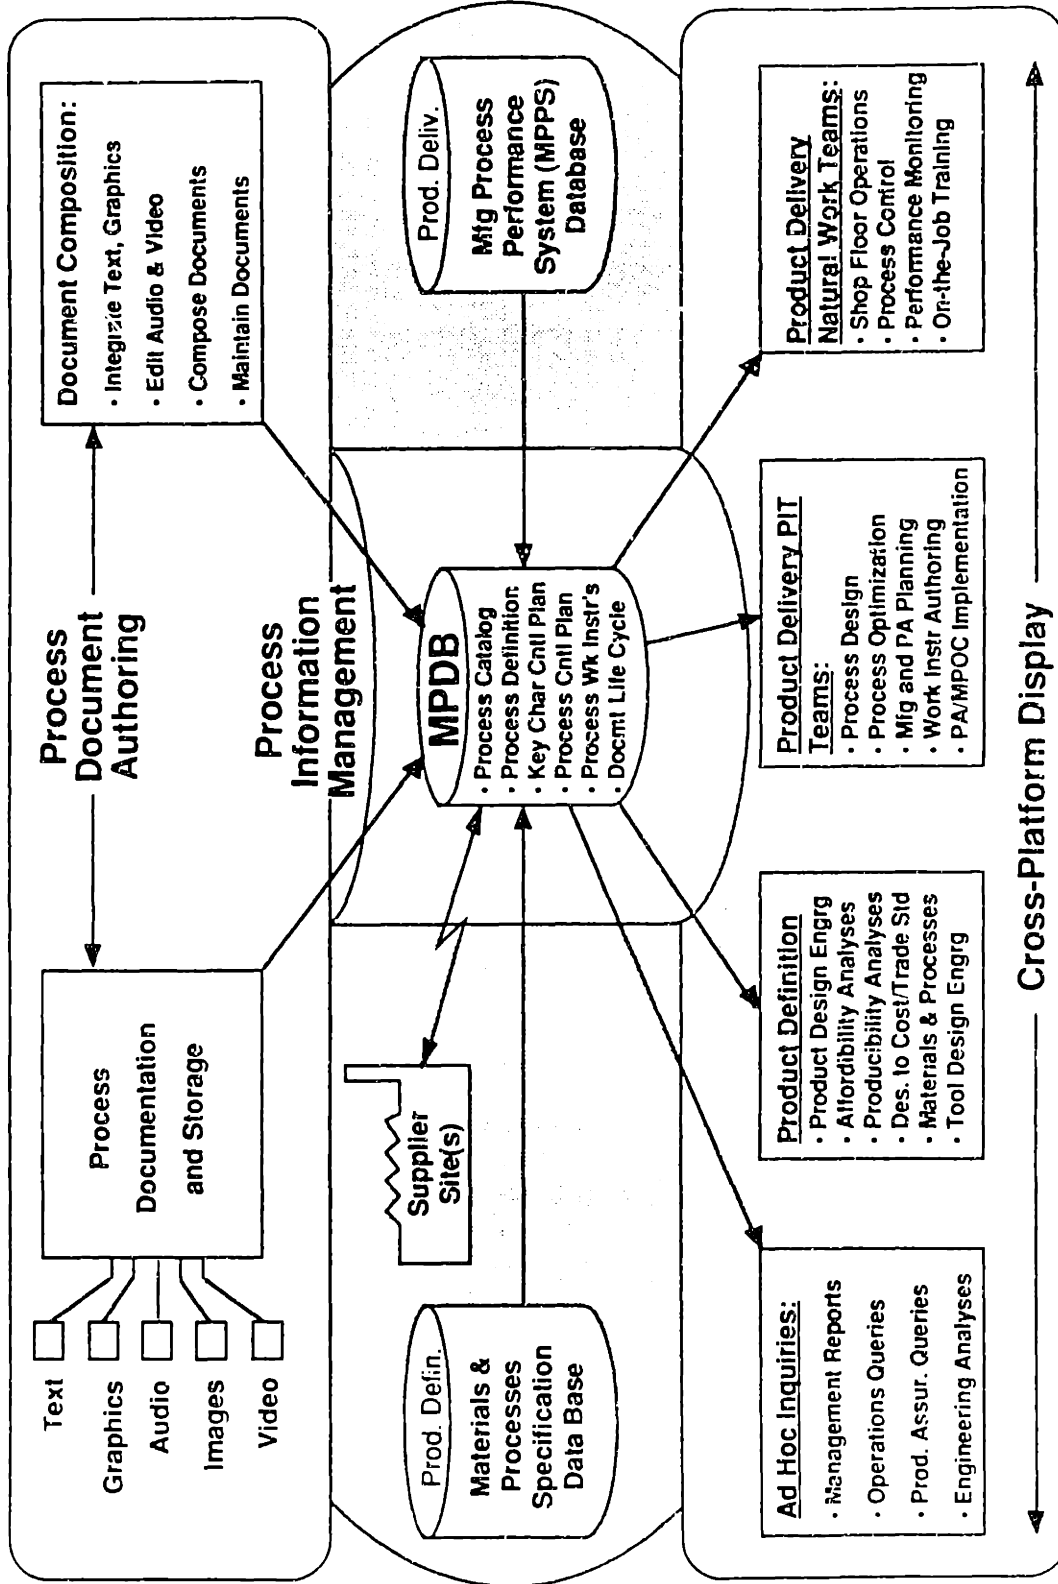 Process
Document
Authoring
Text
Graphics
Audio
Images
Video
Process
Documentation
and Storage
Document Composition:
• Integrate Text, Graphics
• Edit Audio & Video
• Compose Documents
• Maintain Documents
Process
Information
Management
Prod. Defin.
Materials &
Processes
Specification
Data Base
Supplier
Site(s)
MPDB
• Process Catalog
• Process Definition
• Key Char Cntl Plan
• Process Cntl Plan
• Process Wk Instr's
• Docmt Life Cycle
Prod. Deliv.
Mfg Process
Performance
System (MPPS)
Database
Ad Hoc Inquiries:
• Management Reports
• Operations Queries
• Prod. Assur. Queries
• Engineering Analyses
Product Definition
• Product Design Engrg
• Affordibility Analyses
• Producibility Analyses
• Des. to Cost/Trade Std
• Materials & Processes
• Tool Design Engrg
Product Delivery PIT
Teams:
• Process Design
• Process Optimization
• Mfg and PA Planning
• Work Instr Authoring
• PA/MPOC Implementation
Product Delivery
Natural Work Teams:
• Shop Floor Operations
• Process Control
• Performance Monitoring
• On-the-Job Training
Cross-Platform Display